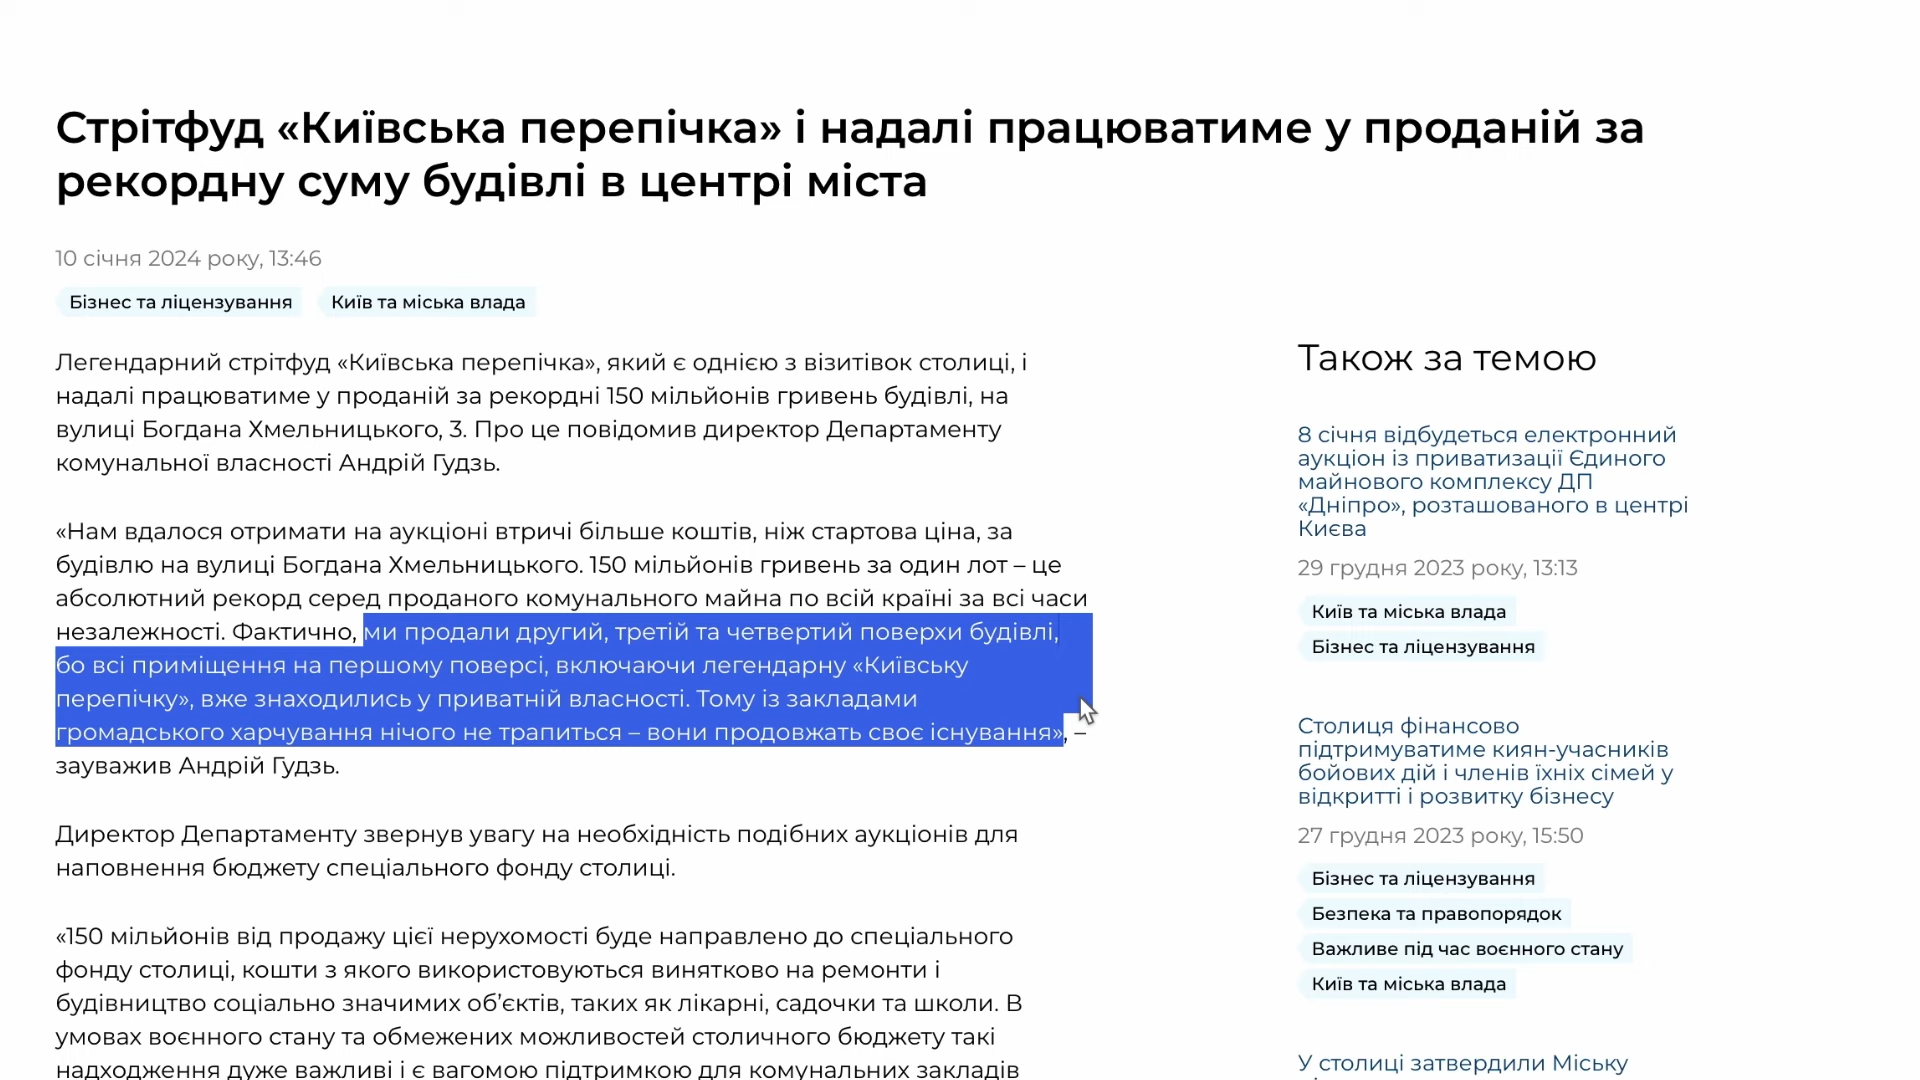 Стрітфуд «Київська перепічка» і надалі працюватиме у проданій за
рекордну суму будівлі в центрі міста
10 січня 2024 року, 13:46
Бізнес та ліцензування
Київ та міська влада
Легендарний стрітфуд «Київська перепічка», який є однією з візитівок столиці, і
надалі працюватиме у проданій за рекордні 150 мільйонів гривень будівлі, на
вулиці Богдана Хмельницького, 3. Про це повідомив директор Департаменту
комунальної власності Андрій Гудзь.
«Нам вдалося отримати на аукціоні втричі більше коштів, ніж стартова ціна, за
будівлю на вулиці Богдана Хмельницького. 150 мільйонів гривень за один лот – це
абсолютний рекорд серед проданого комунального майна по всій країні за всі часи
незалежності. Фактично, ми продали другий, третій та четвертий поверхи будівлі,
бо всі приміщення на першому поверсі, включаючи легендарну «Київську
перепічку», вже знаходились у приватній власності. Тому із закладами
громадського харчування нічого не трапиться – вони продовжать своє існування», –
зауважив Андрій Гудзь.
Директор Департаменту звернув увагу на необхідність подібних аукціонів для
наповнення бюджету спеціального фонду столиці.
«150 мільйонів від продажу цієї нерухомості буде направлено до спеціального
фонду столиці, кошти з якого використовуються винятково на ремонти і
будівництво соціально значимих об’єктів, таких як лікарні, садочки та школи. В
умовах воєнного стану та обмежених можливостей столичного бюджету такі
надходження дуже важливі і є вагомою підтримкою для комунальних закладів
Також за темою
8 січня відбудеться електронний
аукціон із приватизації Єдиного
майнового комплексу ДП
«Дніпро», розташованого в центрі
Києва
29 грудня 2023 року, 13:13
Київ та міська влада
Бізнес та ліцензування
Столиця фінансово
підтримуватиме киян-учасників
бойових дій і членів їхніх сімей у
відкритті і розвитку бізнесу
27 грудня 2023 року, 15:50
Бізнес та ліцензування
Безпека та правопорядок
Важливе під час воєнного стану
Київ та міська влада
У столиці затвердили Міську